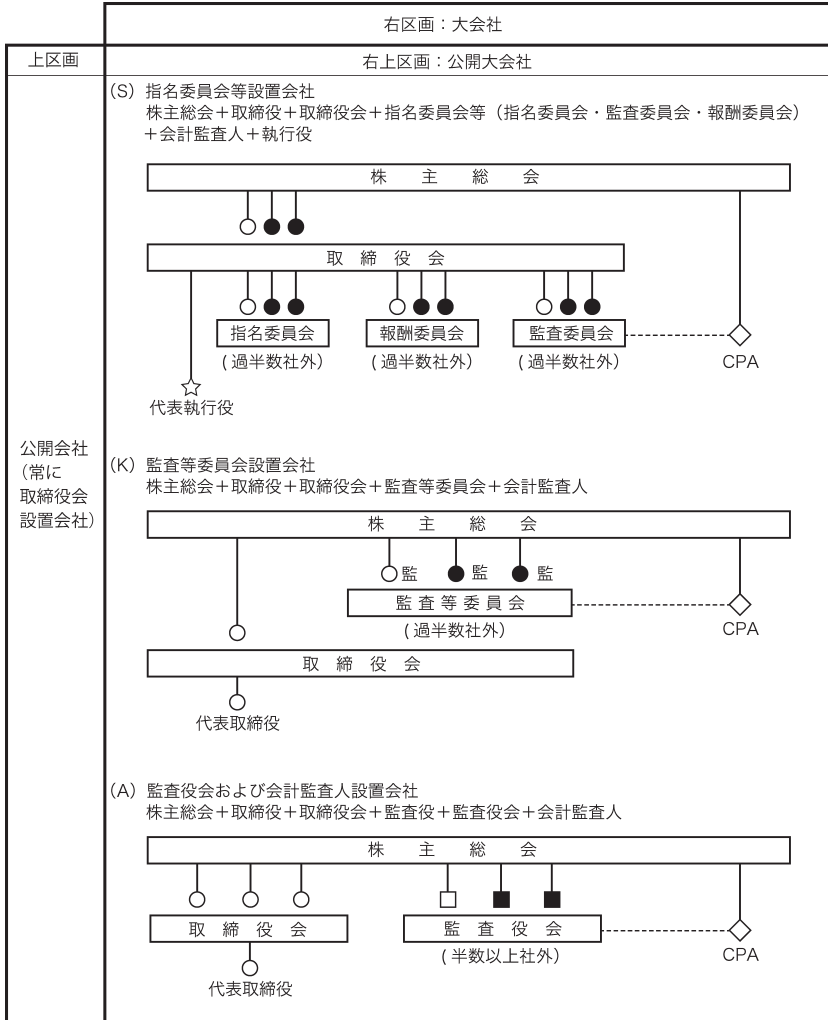 右区画：大会社
上区画
右上区画：公開大会社
公開会社
（常に
取締役会
設置会社）
（S）指名委員会等設置会社
株主総会＋取締役＋取締役会＋指名委員会等（指名委員会・監査委員会・報酬委員会）
＋会計監査人＋執行役
株主総会
取締役会
指名委員会
報酬委員会
監査委員会
（過半数社外）
（過半数社外）
（過半数社外）
CPA
代表執行役
（K）監査等委員会設置会社
株主総会＋取締役＋取締役会＋監査等委員会＋会計監査人
株主総会
監
監
監
監査等委員会
（過半数社外）
CPA
取締役会
代表取締役
（A）監査役会および会計監査人設置会社
株主総会＋取締役＋取締役会＋監査役＋監査役会＋会計監査人
株主総会
取締役会
監査役会
（半数以上社外）
CPA
代表取締役